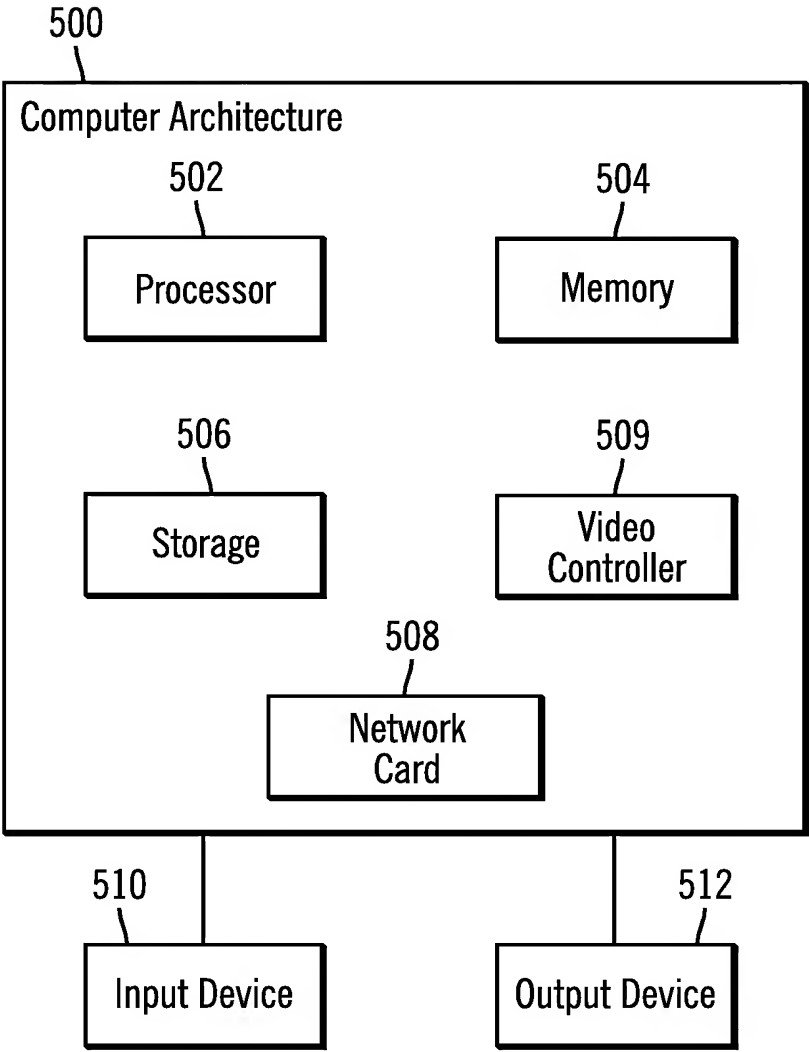 500
Computer Architecture
502
504
Processor
Memory
506
509
Storage
Video
Controller
508
Network
Card
510
512
Input Device
Output Device